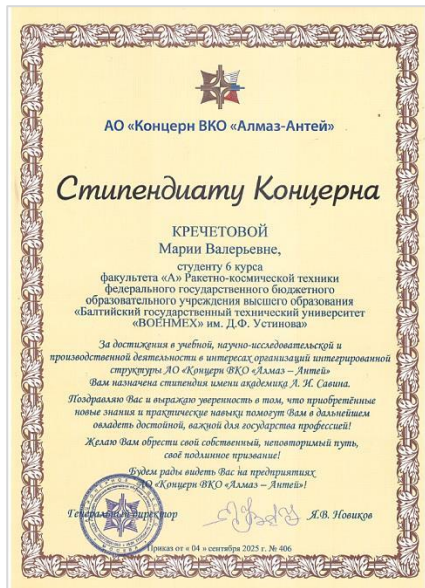 АО «Концерн ВКО «Алмаз-Антей»
Стипендиату Концерна
КРЕЧЕТОВОЙ
Марии Валерьевне,
студенту 6 курса
факультета «А» Ракетно-космической техники
федерального государственного бюджетного
образовательного учреждения высшего образования
«Балтийский государственный технический университет
«ВОЕНМЕХ» им. Д.Ф. Устинова»
За достижения в учебной, научно-исследовательской и
производственной деятельности в интересах организаций интегрированной
структуры АО «Концерн ВКО «Алмаз – Антей»
Вам назначена стипендия имени академика А. И. Савина.
Поздравляю Вас и выражаю уверенность в том, что приобретённые
новые знания и практические навыки помогут Вам в дальнейшем
овладеть достойной, важной для государства профессией!
Желаю Вам обрести свой собственный, неповторимый путь,
своё подлинное призвание!
Будем рады видеть Вас на предприятиях
АО «Концерн ВКО «Алмаз – Антей»!
Генеральный директор Я.В. Новиков
Приказ от « 04 » сентября 2025 г. № 406